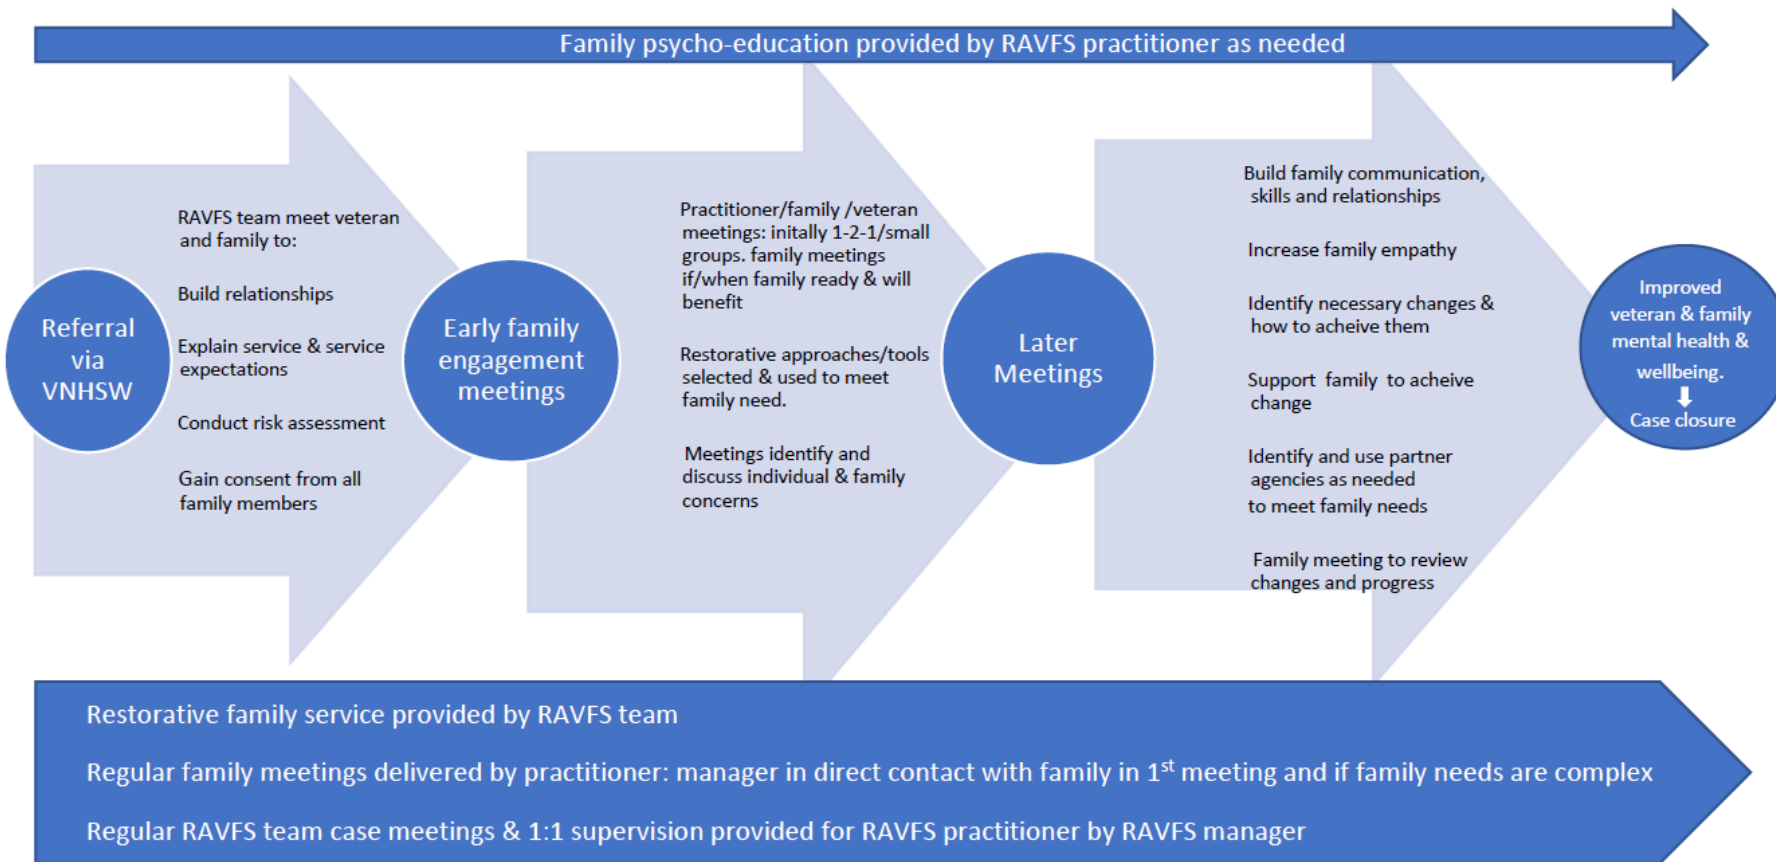 Family psycho-education provided by RAVFS practitioner as needed
Referral
via
VNHSW
RAVFS team meet veteran
and family to:
Build relationships
Explain service & service
expectations
Conduct risk assessment
Gain consent from all
family members
Early family
engagement
meetings
Practitioner/family /veteran
meetings: initally 1-2-1/small
groups. family meetings
if/when family ready & will
benefit
Restorative approaches/tools
selected & used to meet
family need.
Meetings identify and
discuss individual & family
concerns
Later
Meetings
Build family communication,
skills and relationships
Increase family empathy
Identify necessary changes &
how to acheive them
Support family to acheive
change
Identify and use partner
agencies as needed
to meet family needs
Family meeting to review
changes and progress
Improved
veteran & family
mental health &
wellbeing.
Case closure
Restorative family service provided by RAVFS team
Regular family meetings delivered by practitioner: manager in direct contact with family in 1st meeting and if family needs are complex
Regular RAVFS team case meetings & 1:1 supervision provided for RAVFS practitioner by RAVFS manager